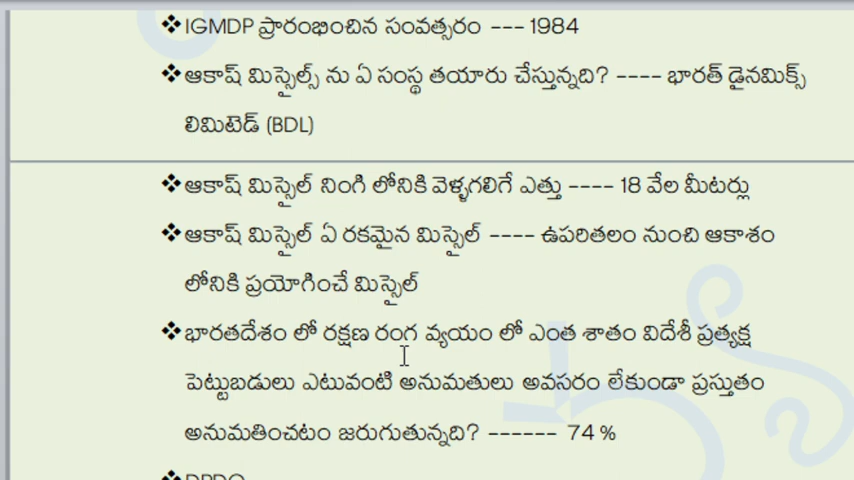 ❖IGMDP ప్రారంభించిన సంవత్సరం --- 1984
❖ఆకాష్ మిస్సైల్స్ ను ఏ సంస్థ తయారు చేస్తున్నది? ---- భారత్ డైనమిక్స్
లిమిటెడ్ (BDL)
❖ఆకాష్ మిస్సైల్ నింగి లోనికి వెళ్ళగలిగే ఎత్తు ---- 18 వేల మీటర్లు
❖ఆకాష్ మిస్సైల్ ఏ రకమైన మిస్సైల్ ---- ఉపరితలం నుంచి ఆకాశం
లోనికి ప్రయోగించే మిస్సైల్
❖భారతదేశం లో రక్షణ రంగ వ్యయం లో ఎంత శాతం విదేశీ ప్రత్యక్ష
పెట్టుబడులు ఎటువంటి అనుమతులు అవసరం లేకుండా ప్రస్తుతం
అనుమతించటం జరుగుతున్నది? ------ 74 %
❖DRDO